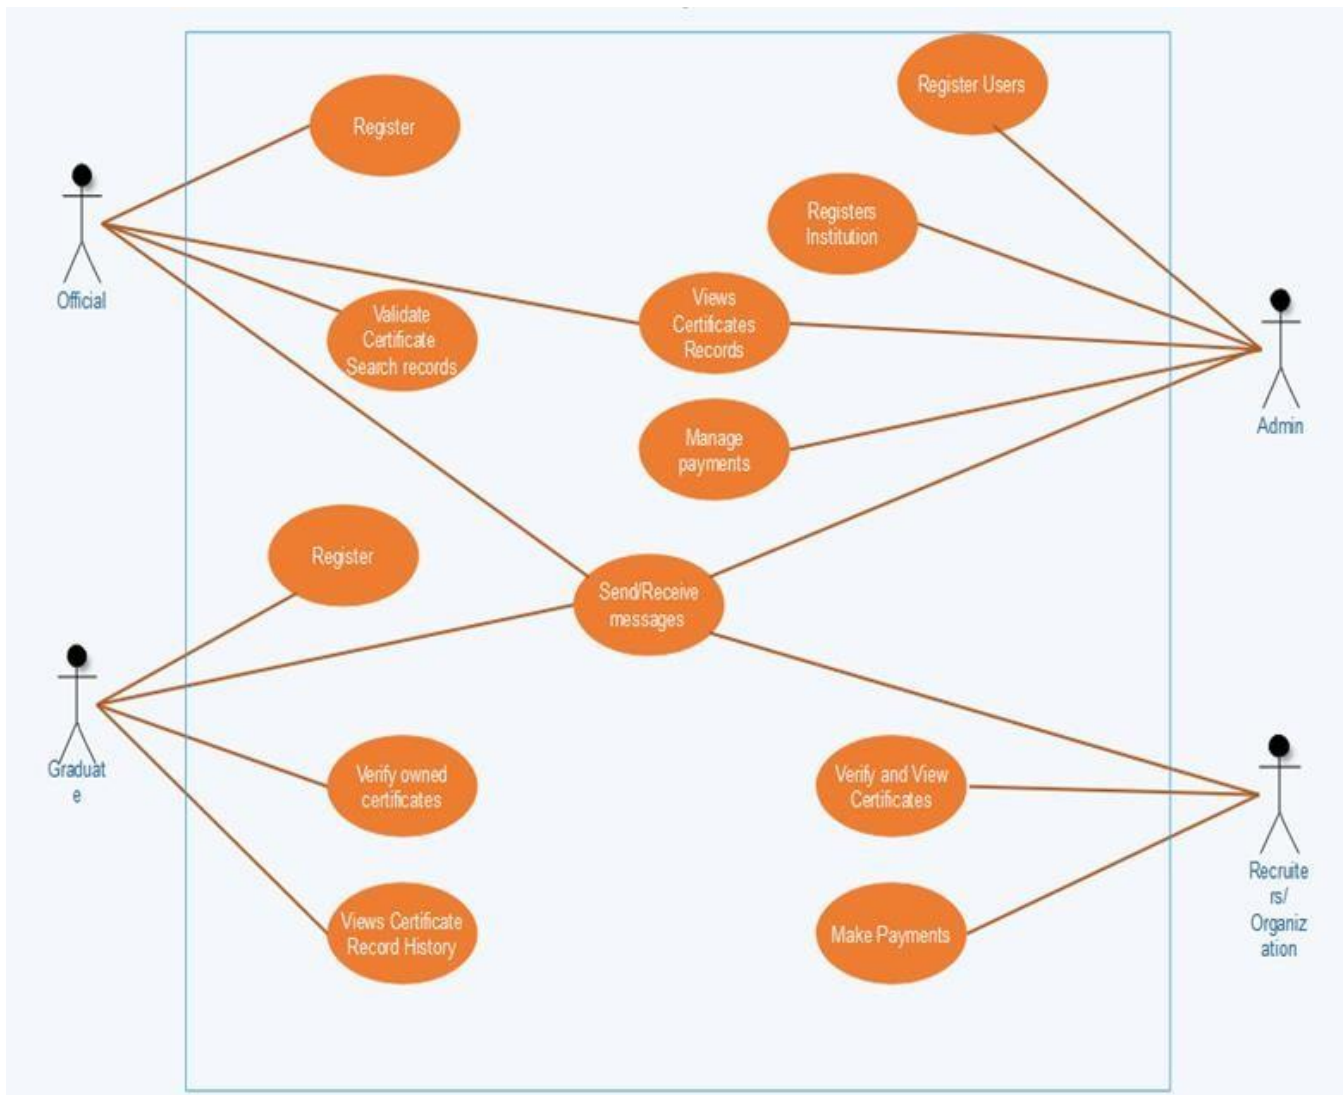 Register Users
Register
Registers
Institution
Official
Views
Certificates
Records
Validate
Certificate
Search records
Admin
Manage
payments
Register
Send/Receive
messages
Graduat
e
Verify owned
certificates
Verify and View
Certificates
Recruite
rs/
Organiz
ation
Views Certificate
Record History
Make Payments